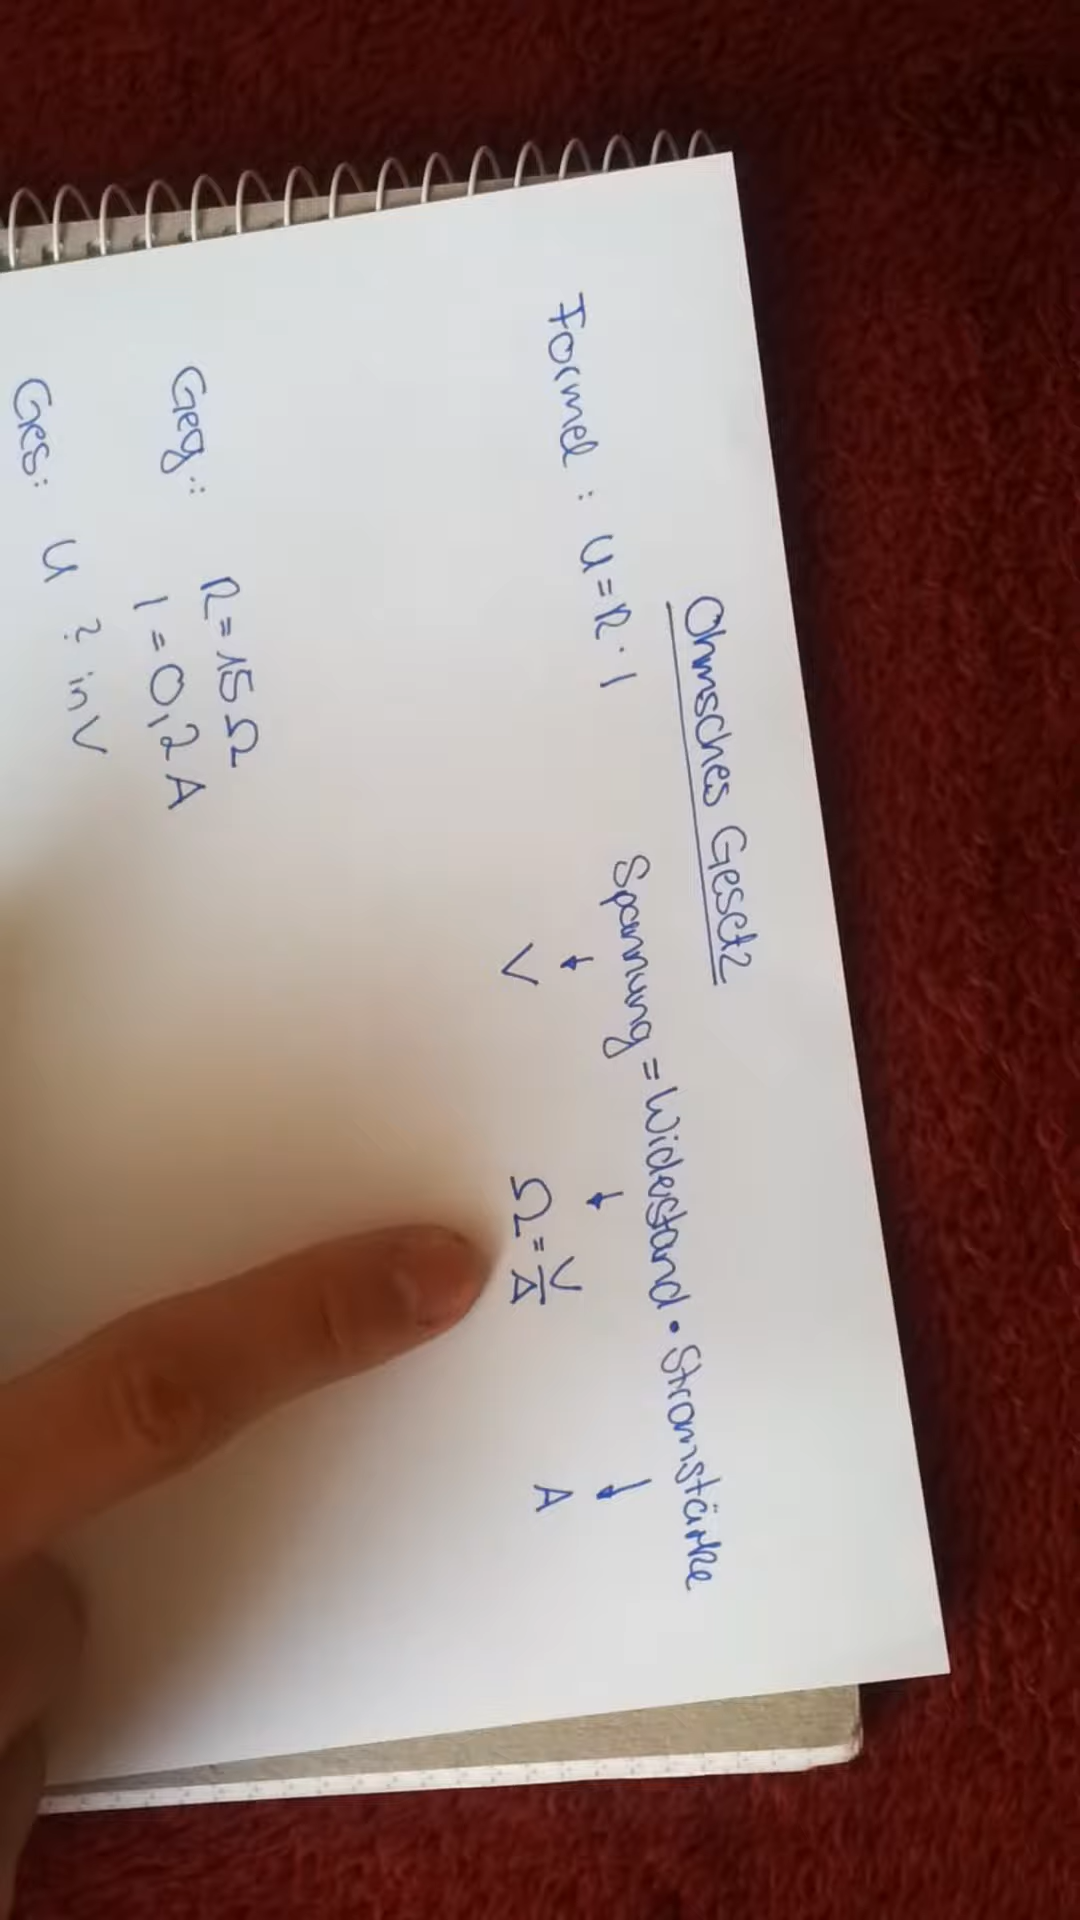 Ohmsches Gesetz
Formel : U = R · I Spannung = Widerstand • Stromstärke
↓ ↓ ↓
V Ω = V/A A
Geg.: R = 15 Ω
I = 0,2 A
Ges: U ? in V